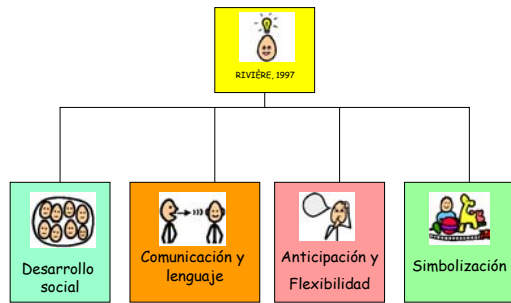 RIVIÈRE, 1997
Desarrollo
social
Comunicación y
lenguaje
Anticipación y
Flexibilidad
Simbolización